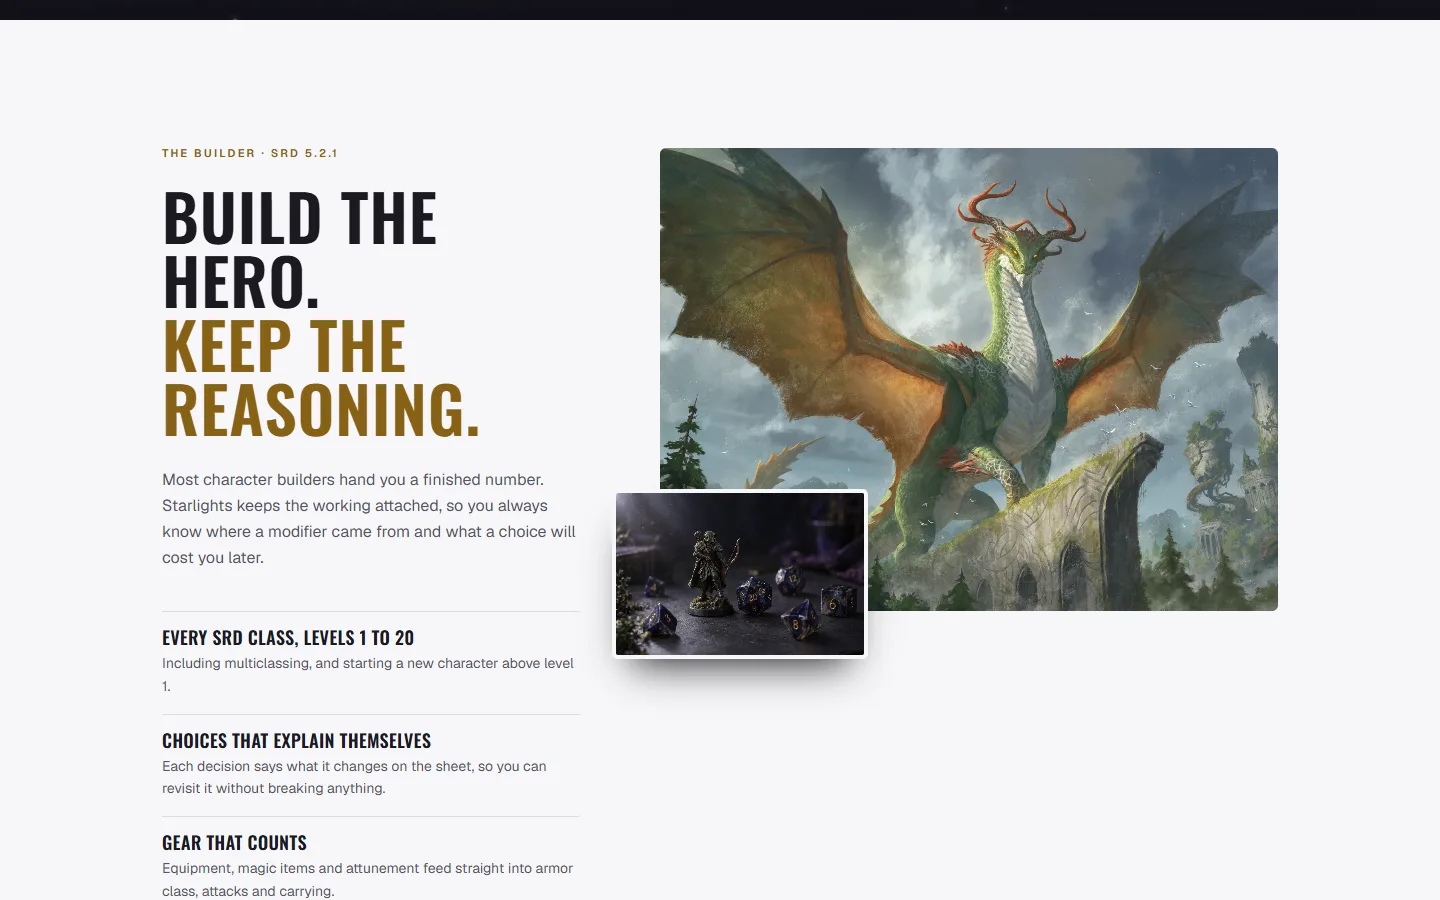 THE BUILDER · SRD 5.2.1
BUILD THE
HERO.
KEEP THE
REASONING.
Most character builders hand you a finished number.
Starlights keeps the working attached, so you always
know where a modifier came from and what a choice will
cost you later.
EVERY SRD CLASS, LEVELS 1 TO 20
Including multiclassing, and starting a new character above level
1.
CHOICES THAT EXPLAIN THEMSELVES
Each decision says what it changes on the sheet, so you can
revisit it without breaking anything.
GEAR THAT COUNTS
Equipment, magic items and attunement feed straight into armor
class, attacks and carrying.